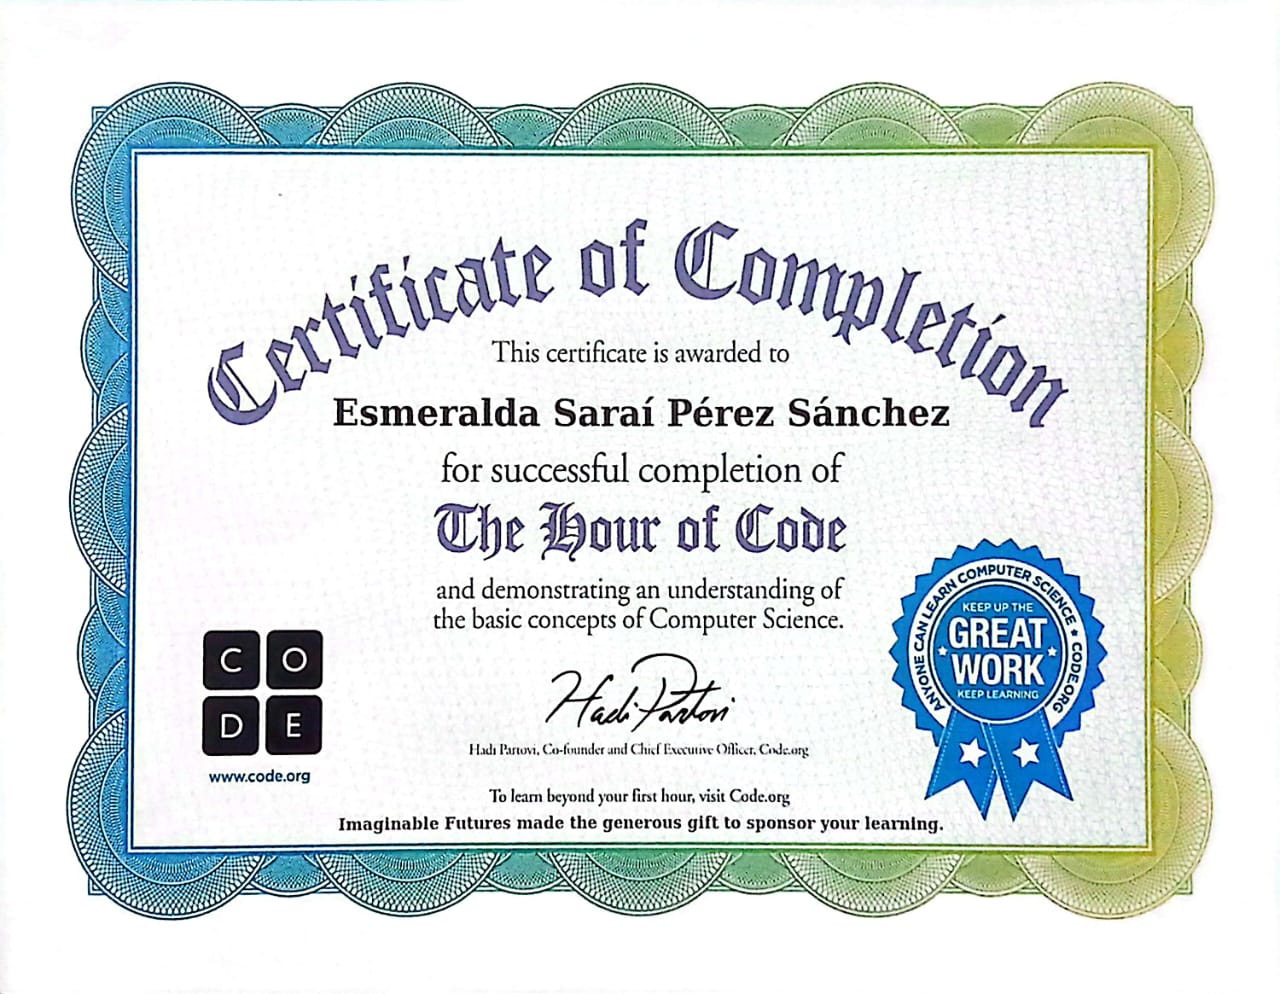 Certificate of Completion
This certificate is awarded to
Esmeralda Saraí Pérez Sánchez
for successful completion of
The Hour of Code
and demonstrating an understanding of
the basic concepts of Computer Science.
Hadi Partovi
Hadi Partovi, Co-founder and Chief Executive Officer, Code.org
To learn beyond your first hour, visit Code.org
Imaginable Futures made the generous gift to sponsor your learning.
C O
D E
www.code.org
ANYONE CAN LEARN COMPUTER SCIENCE ★ CODE.ORG
KEEP UP THE
GREAT
WORK
KEEP LEARNING